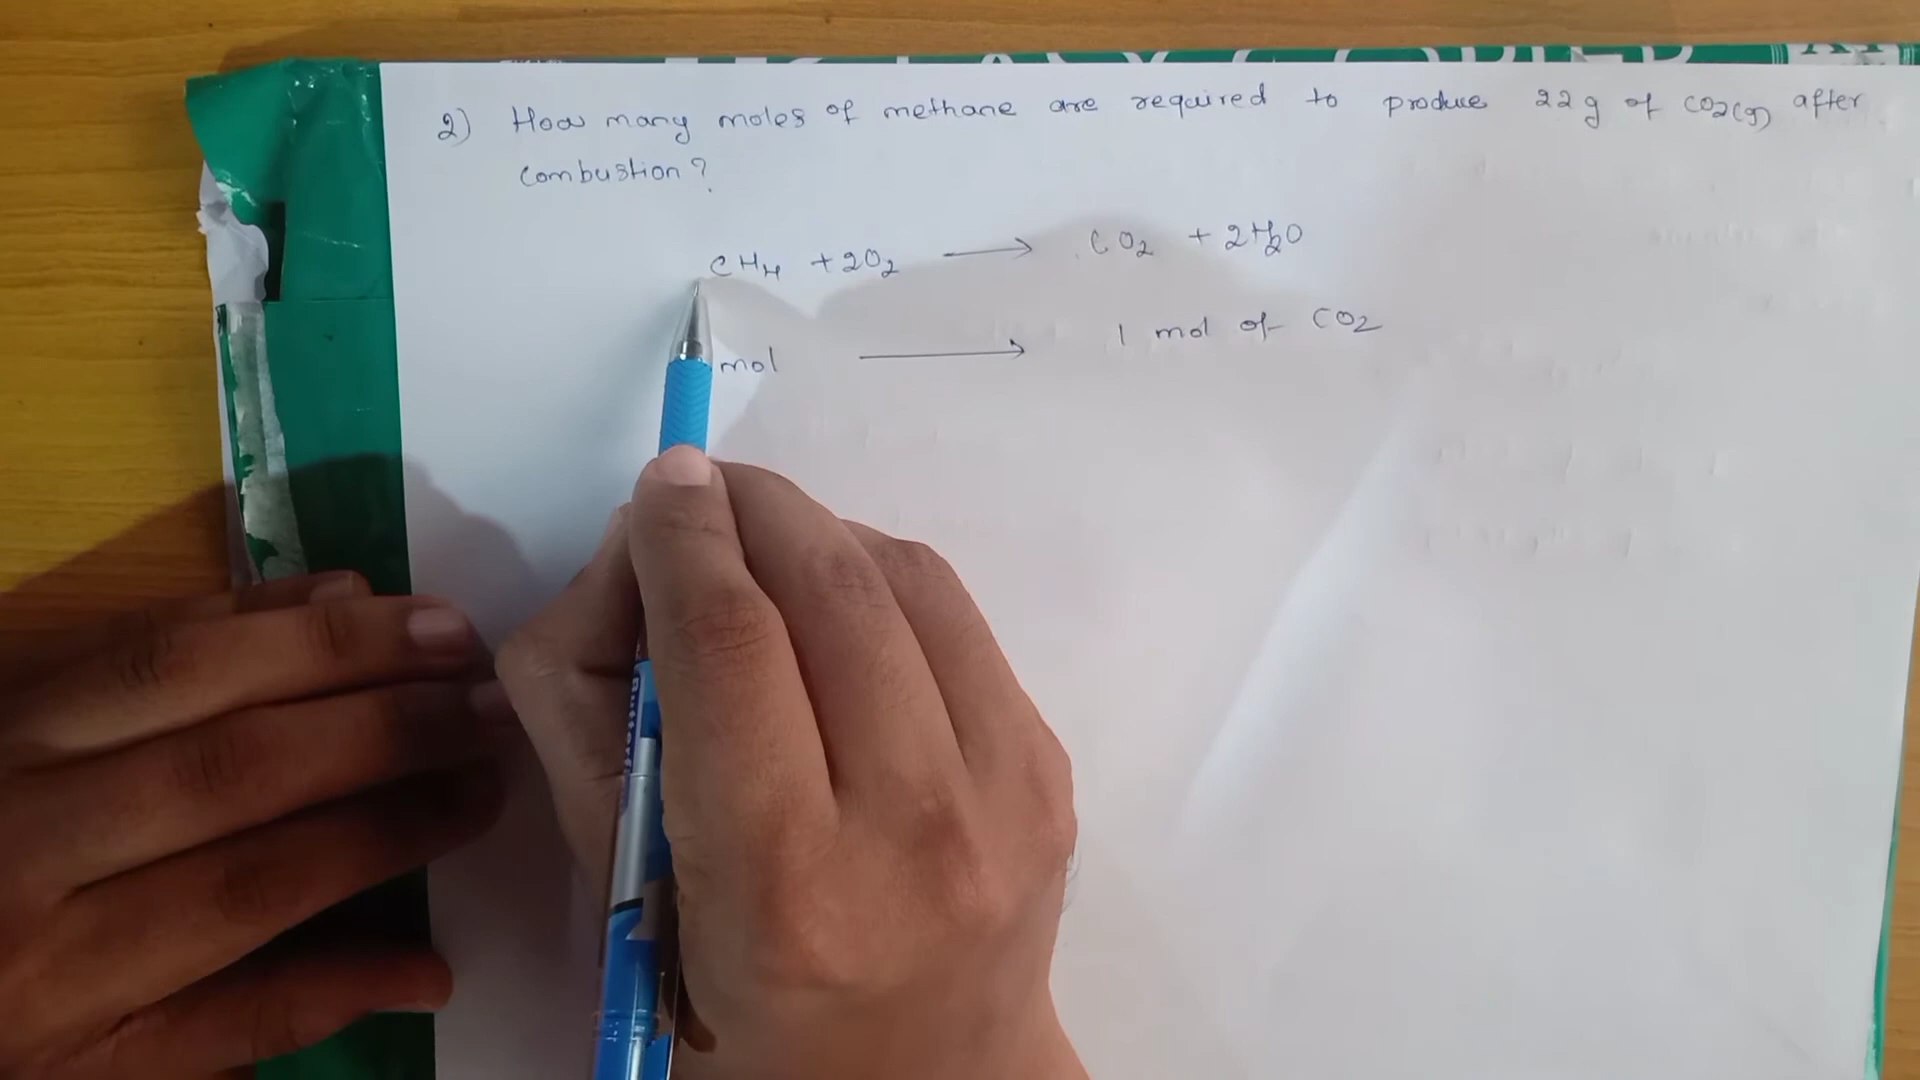 2) How many moles of methane are required to produce 22g of CO2(g) after
combustion?
CH4 + 2O2 → CO2 + 2H2O
mol → 1 mol of CO2